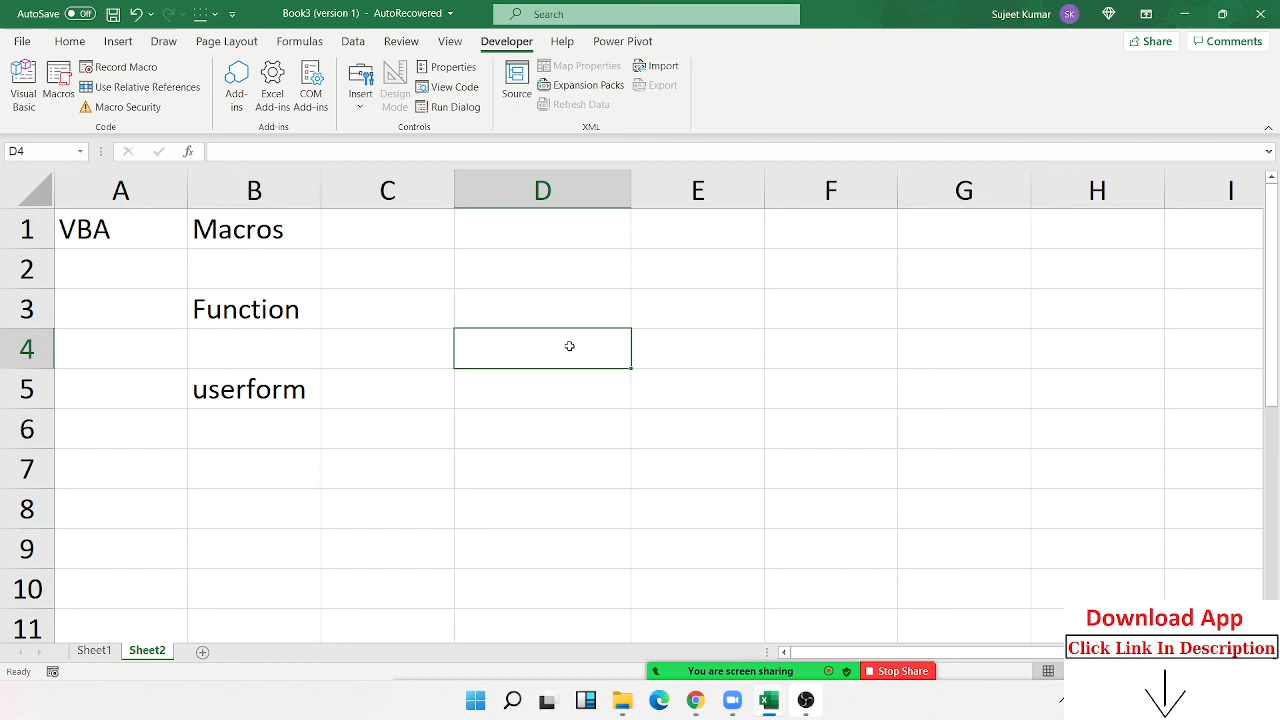 AutoSave Off Book3 (version 1) - AutoRecovered Search Sujeet Kumar SK
File Home Insert Draw Page Layout Formulas Data Review View Developer Help Power Pivot Share Comments
Visual Basic
Macros
Record Macro
Use Relative References
Macro Security
Code
Add-ins
Excel Add-ins
COM Add-ins
Add-ins
Insert
Design Mode
Properties
View Code
Run Dialog
Controls
Source
Map Properties
Expansion Packs
Refresh Data
Import
Export
XML
D4 fx
A B C D E F G H I
1 VBA Macros
2
3 Function
4
5 userform
6
7
8
9
10
11
Sheet1 Sheet2
Ready
You are screen sharing Stop Share
Download App
Click Link In Description